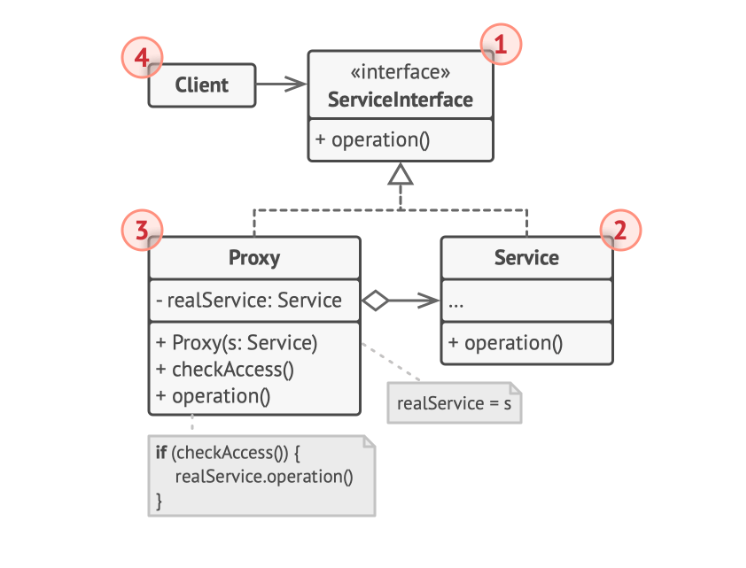 4
Client
1
«interface»
ServiceInterface
+ operation()
3
Proxy
- realService: Service
+ Proxy(s: Service)
+ checkAccess()
+ operation()
2
Service
...
+ operation()
realService = s
if (checkAccess()) {
realService.operation()
}